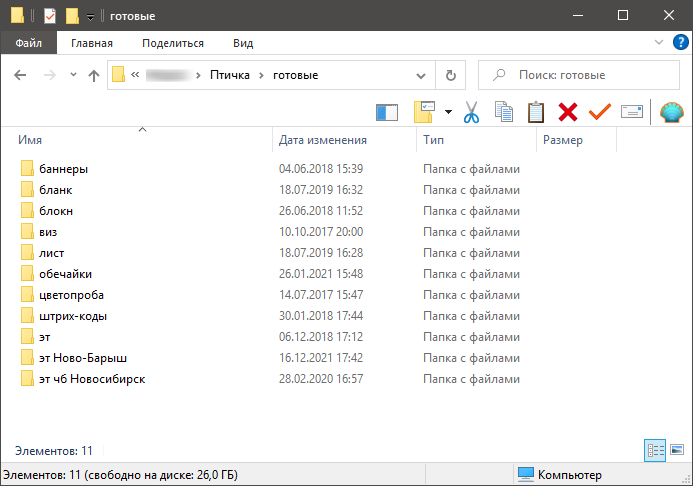 готовые
Файл Главная Поделиться Вид
« › Птичка › готовые Поиск: готовые
Имя Дата изменения Тип Размер
баннеры 04.06.2018 15:39 Папка с файлами
бланк 18.07.2019 16:32 Папка с файлами
блокн 26.06.2018 11:52 Папка с файлами
виз 10.10.2017 20:00 Папка с файлами
лист 18.07.2019 16:28 Папка с файлами
обечайки 26.01.2021 15:48 Папка с файлами
цветопроба 14.07.2017 15:47 Папка с файлами
штрих-коды 30.01.2018 17:44 Папка с файлами
эт 06.12.2018 17:12 Папка с файлами
эт Ново-Барыш 16.12.2021 17:42 Папка с файлами
эт чб Новосибирск 28.02.2020 16:57 Папка с файлами
Элементов: 11
Элементов: 11 (свободно на диске: 26,0 ГБ) Компьютер